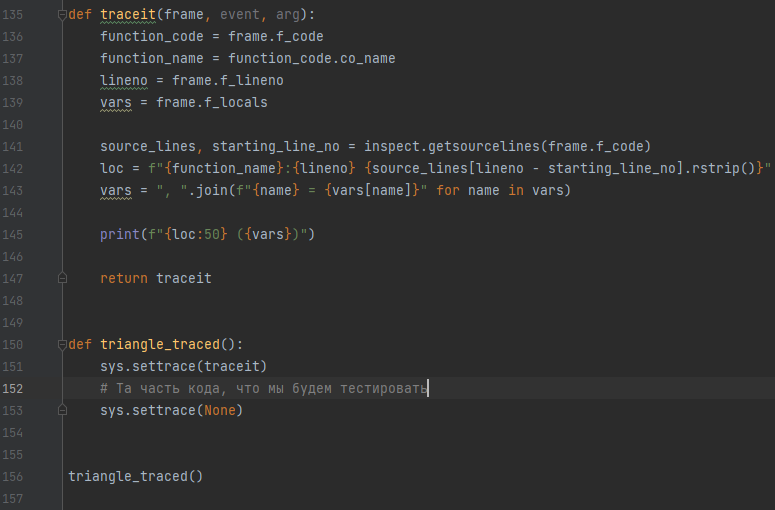 135 def traceit(frame, event, arg):
136     function_code = frame.f_code
137     function_name = function_code.co_name
138     lineno = frame.f_lineno
139     vars = frame.f_locals
140
141     source_lines, starting_line_no = inspect.getsourcelines(frame.f_code)
142     loc = f"{function_name}:{lineno} {source_lines[lineno - starting_line_no].rstrip()}"
143     vars = ", ".join(f"{name} = {vars[name]}" for name in vars)
144
145     print(f"{loc:50} ({vars})")
146
147     return traceit
148
149
150 def triangle_traced():
151     sys.settrace(traceit)
152     # Та часть кода, что мы будем тестировать
153     sys.settrace(None)
154
155
156 triangle_traced()
157